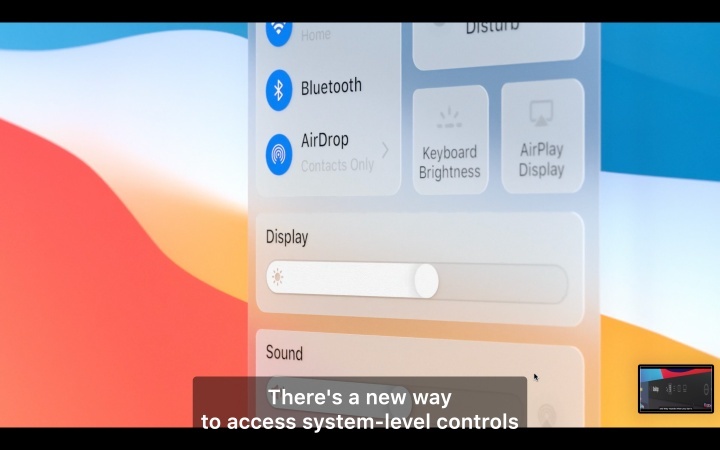 Home
Disturb
Bluetooth
AirDrop
Contacts Only
Keyboard
Brightness
AirPlay
Display
Display
Sound
There's a new way
to access system-level controls